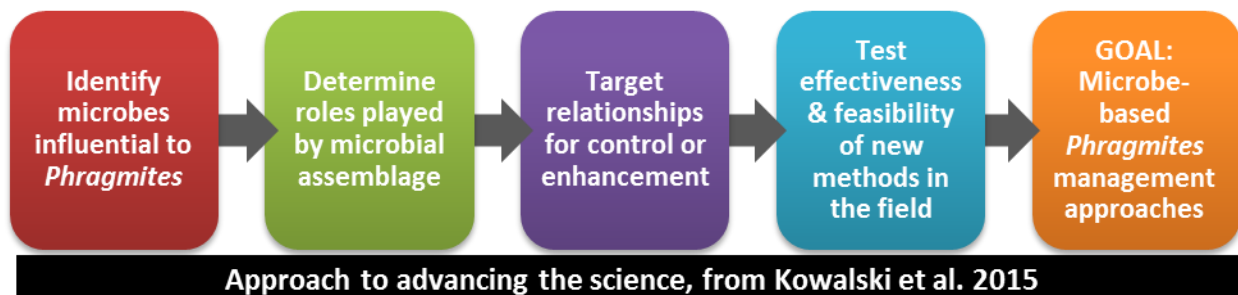 Identify
microbes
influential to
Phragmites
Determine
roles played
by microbial
assemblage
Target
relationships
for control or
enhancement
Test
effectiveness
& feasibility
of new
methods in
the field
GOAL:
Microbe-
based
Phragmites
management
approaches
Approach to advancing the science, from Kowalski et al. 2015